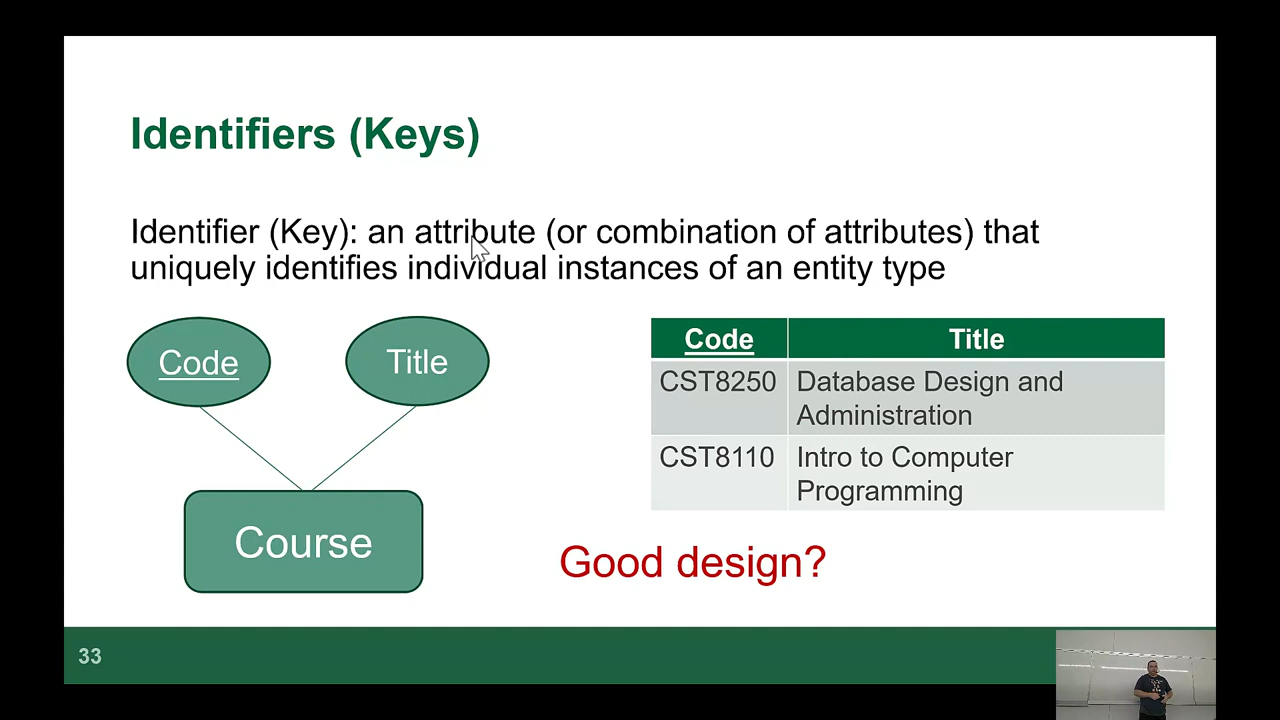 Identifiers (Keys)
Identifier (Key): an attribute (or combination of attributes) that
uniquely identifies individual instances of an entity type
Code
Title
Course
Code Title
CST8250 Database Design and
Administration
CST8110 Intro to Computer
Programming
Good design?
33